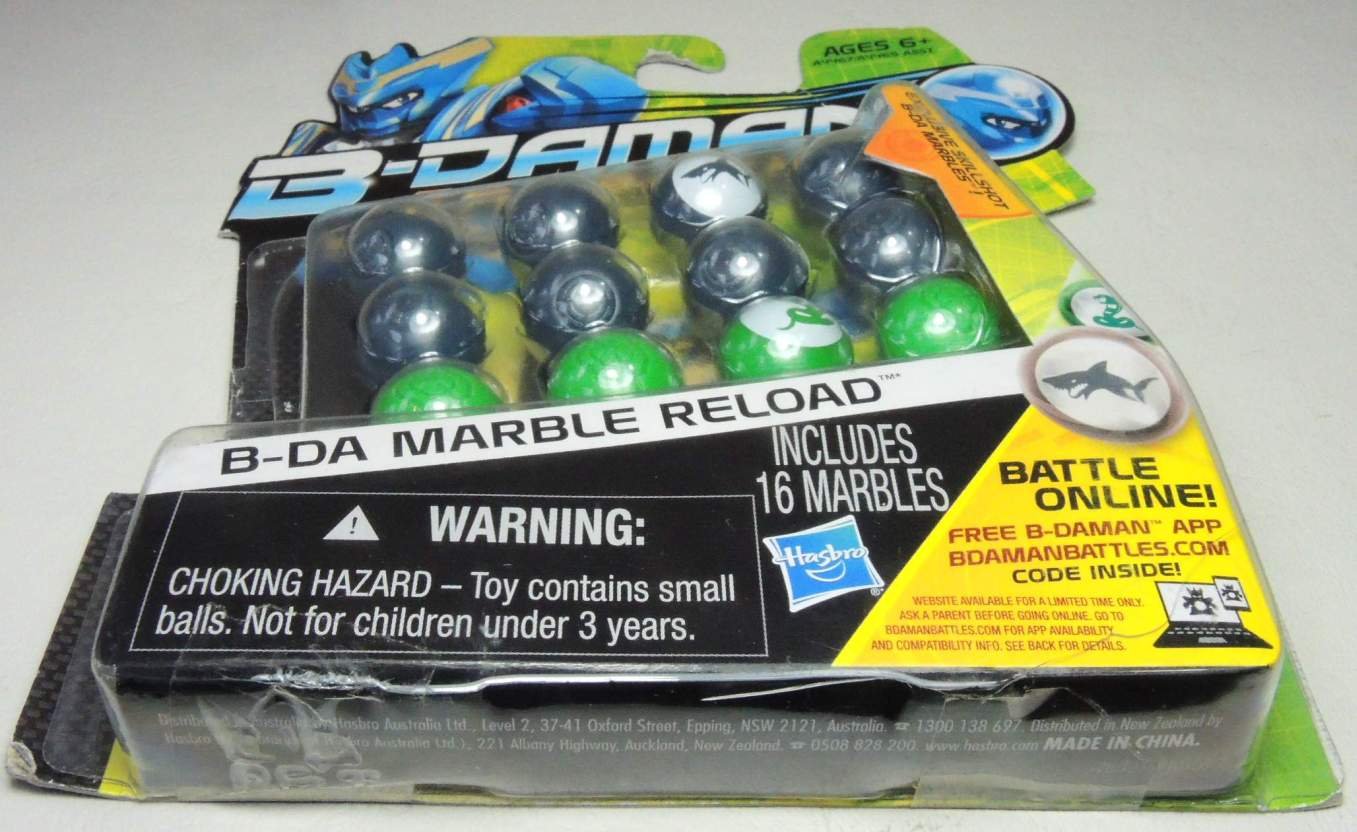 AGES 6+
B-DAMAN
EXCLUSIVE SKILLSHOT
B-DA MARBLES!
B-DA MARBLE RELOAD™*
INCLUDES
16 MARBLES
Hasbro
®*
WARNING:
CHOKING HAZARD – Toy contains small
balls. Not for children under 3 years.
BATTLE
ONLINE!
FREE B-DAMAN™ APP
BDAMANBATTLES.COM
CODE INSIDE!
WEBSITE AVAILABLE FOR A LIMITED TIME ONLY.
ASK A PARENT BEFORE GOING ONLINE. GO TO
BDAMANBATTLES.COM FOR APP AVAILABILITY
AND COMPATIBILITY INFO. SEE BACK FOR DETAILS.
Hasbro Australia Ltd., Level 2, 37-41 Oxford Street, Epping, NSW 2121, Australia. ☎ 1300 138 697. Distributed in New Zealand by
Hasbro Australia Ltd.), 221 Albany Highway, Auckland, New Zealand. ☎ 0508 828 200. www.hasbro.com MADE IN CHINA.